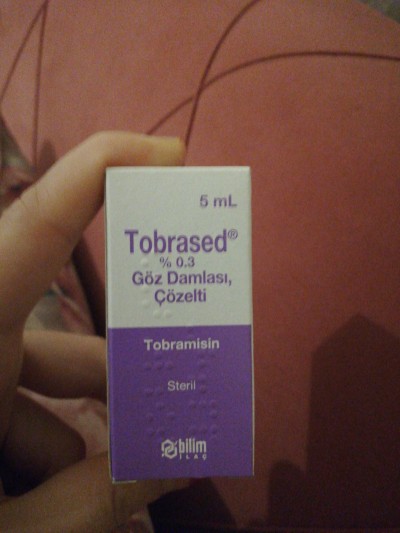 5 mL
Tobrased®
% 0.3
Göz Damlası,
Çözelti
Tobramisin
Steril
bilim
İLAÇ